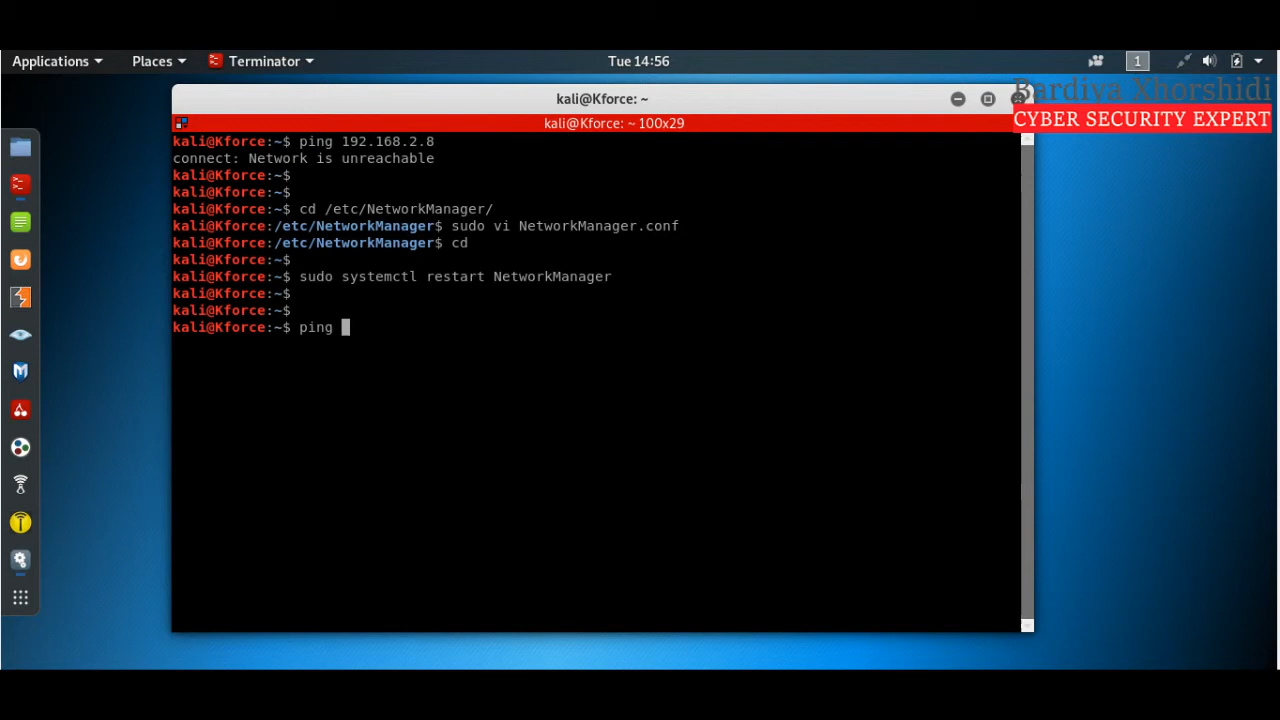 Applications Places Terminator Tue 14:56 1
Bardiya Xhorshidi
CYBER SECURITY EXPERT
kali@Kforce: ~
kali@Kforce: ~ 100x29
kali@Kforce:~$ ping 192.168.2.8
connect: Network is unreachable
kali@Kforce:~$
kali@Kforce:~$
kali@Kforce:~$ cd /etc/NetworkManager/
kali@Kforce:/etc/NetworkManager$ sudo vi NetworkManager.conf
kali@Kforce:/etc/NetworkManager$ cd
kali@Kforce:~$
kali@Kforce:~$ sudo systemctl restart NetworkManager
kali@Kforce:~$
kali@Kforce:~$
kali@Kforce:~$ ping